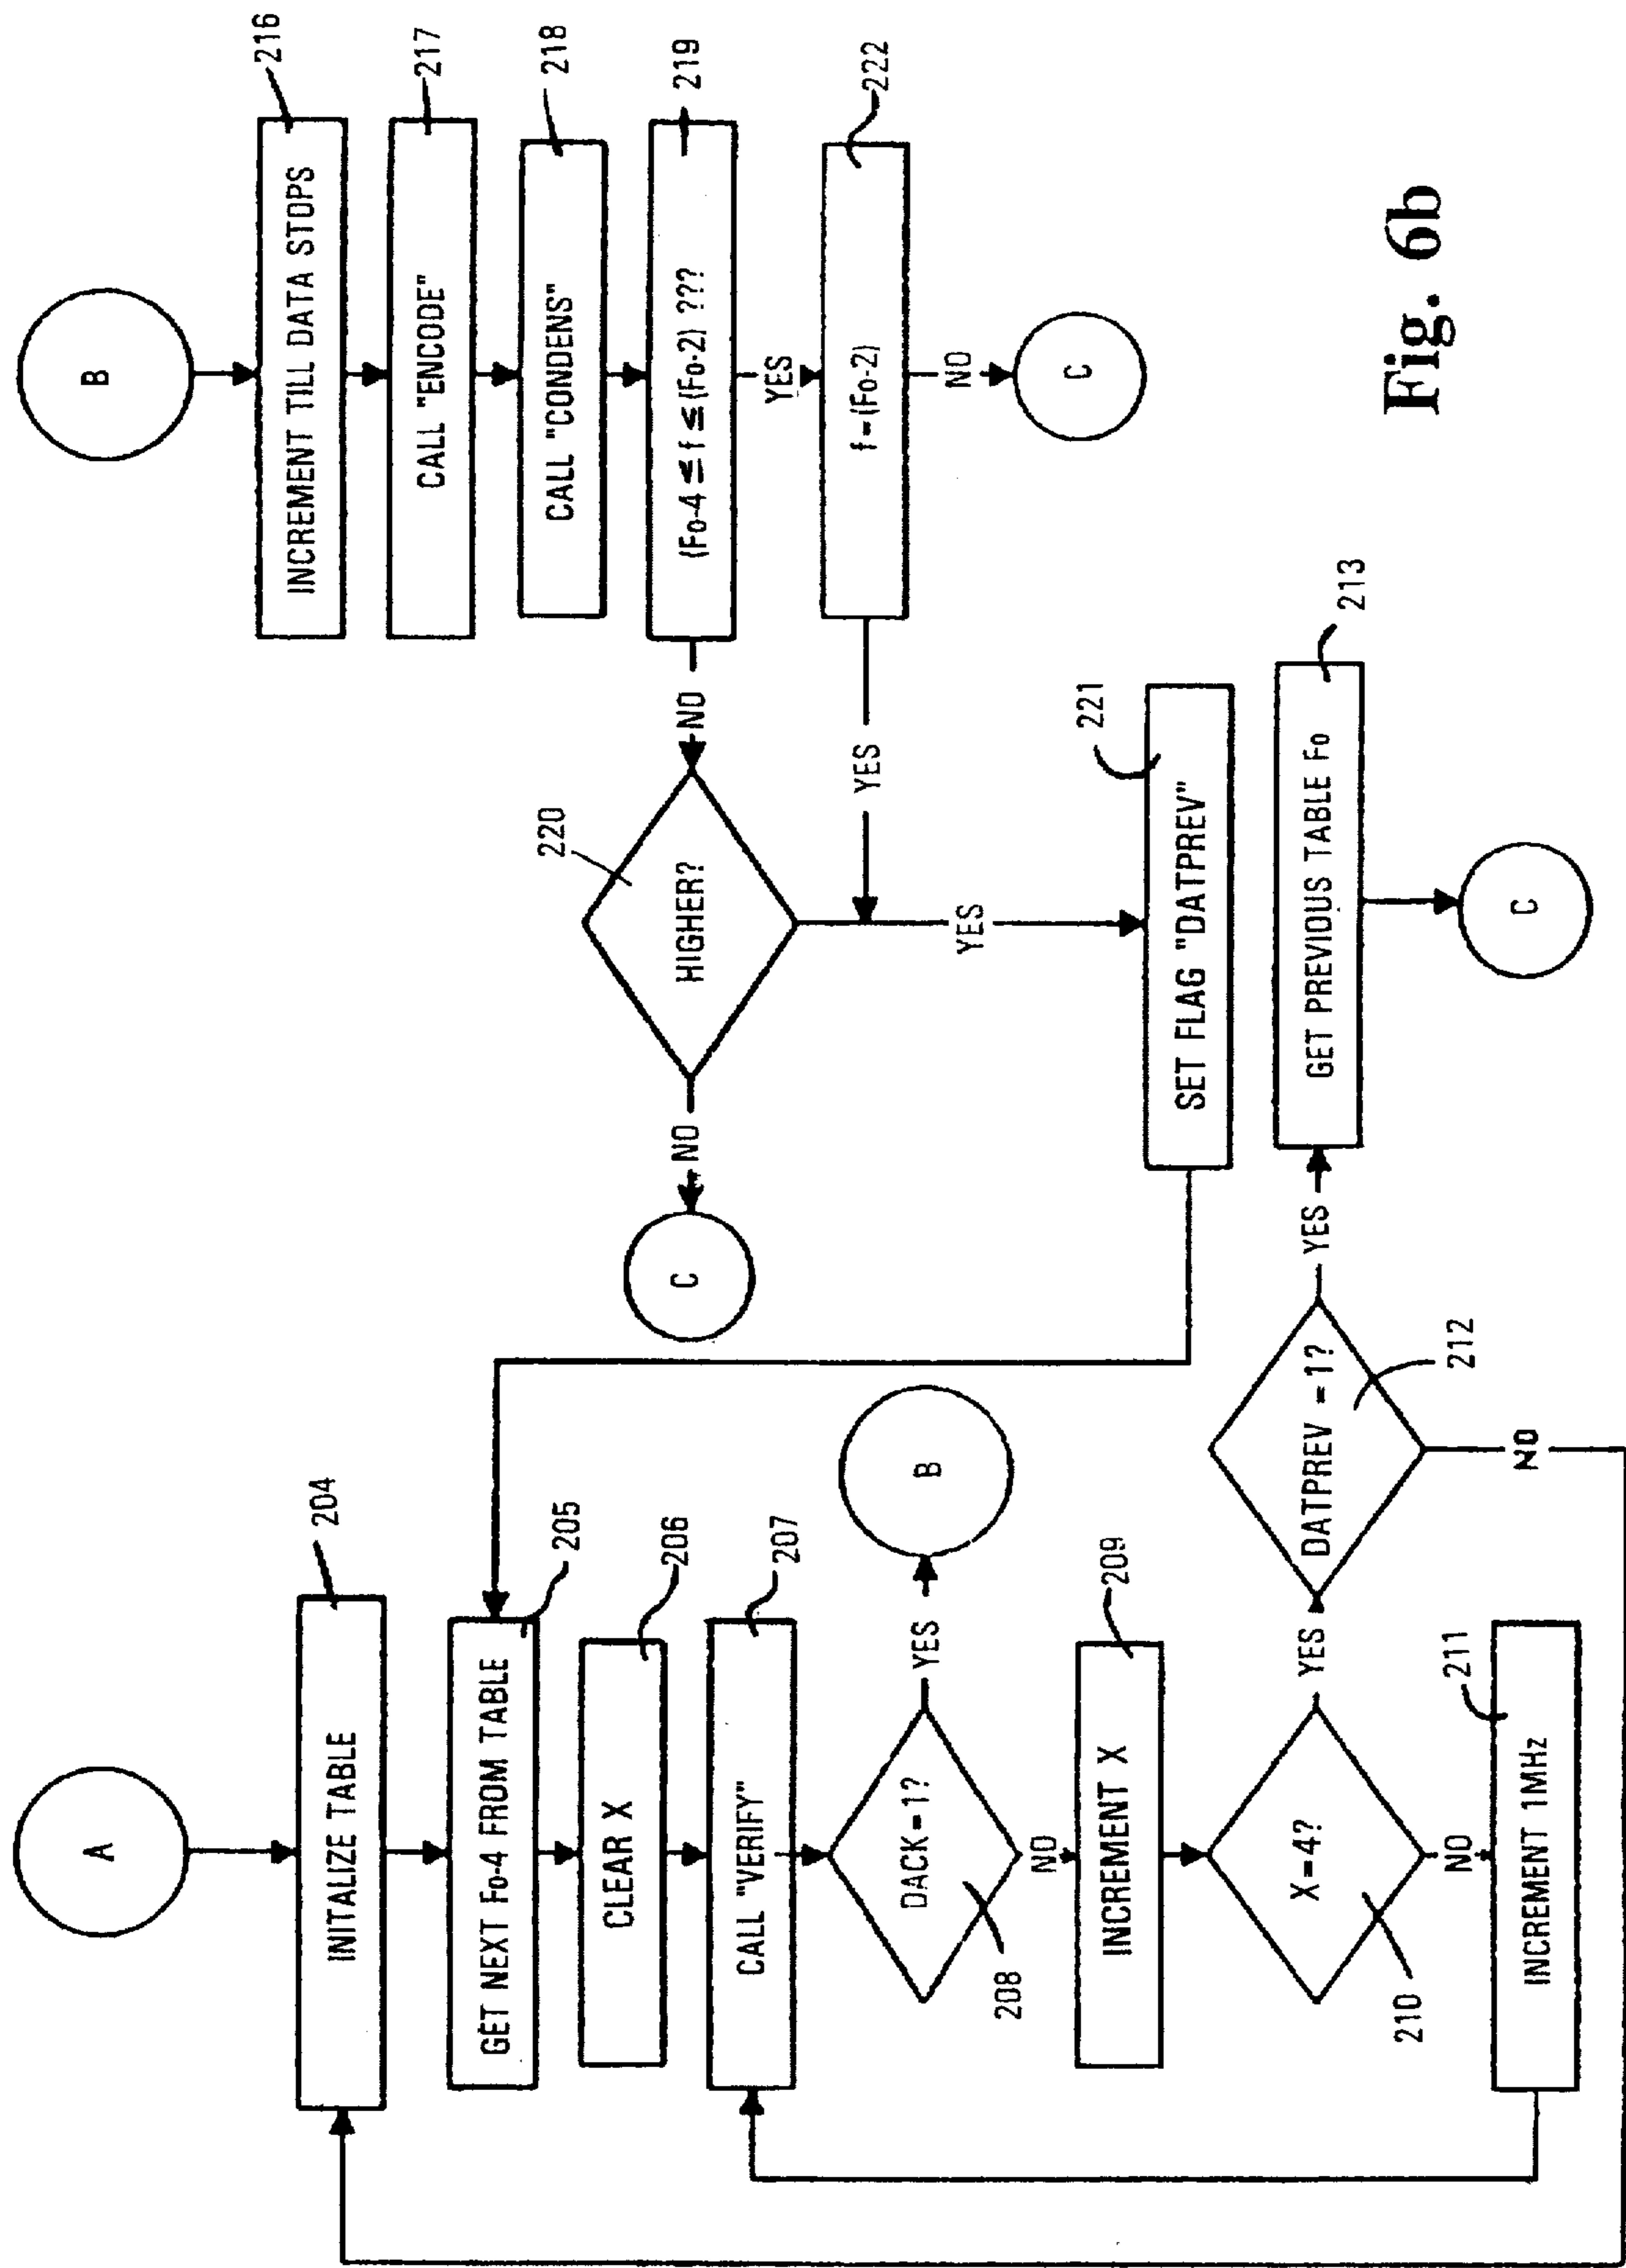 A
INITALIZE TABLE
204
GET NEXT Fo-4 FROM TABLE
205
CLEAR X
206
CALL "VERIFY"
207
DACK=1?
208
YES
B
NO
INCREMENT X
209
X=4?
210
YES
NO
INCREMENT 1MHz
211
DATPREV = 1?
212
YES
NO
GET PREVIOUS TABLE Fo
213
C
B
INCREMENT TILL DATA STOPS
216
CALL "ENCODE"
217
CALL "CONDENS"
218
(Fo-4 ≤ f ≤ (Fo-2) ???
219
NO
YES
HIGHER?
220
NO
C
YES
f=(Fo-2)
222
YES
NO
C
SET FLAG "DATPREV"
221
Fig. 6b